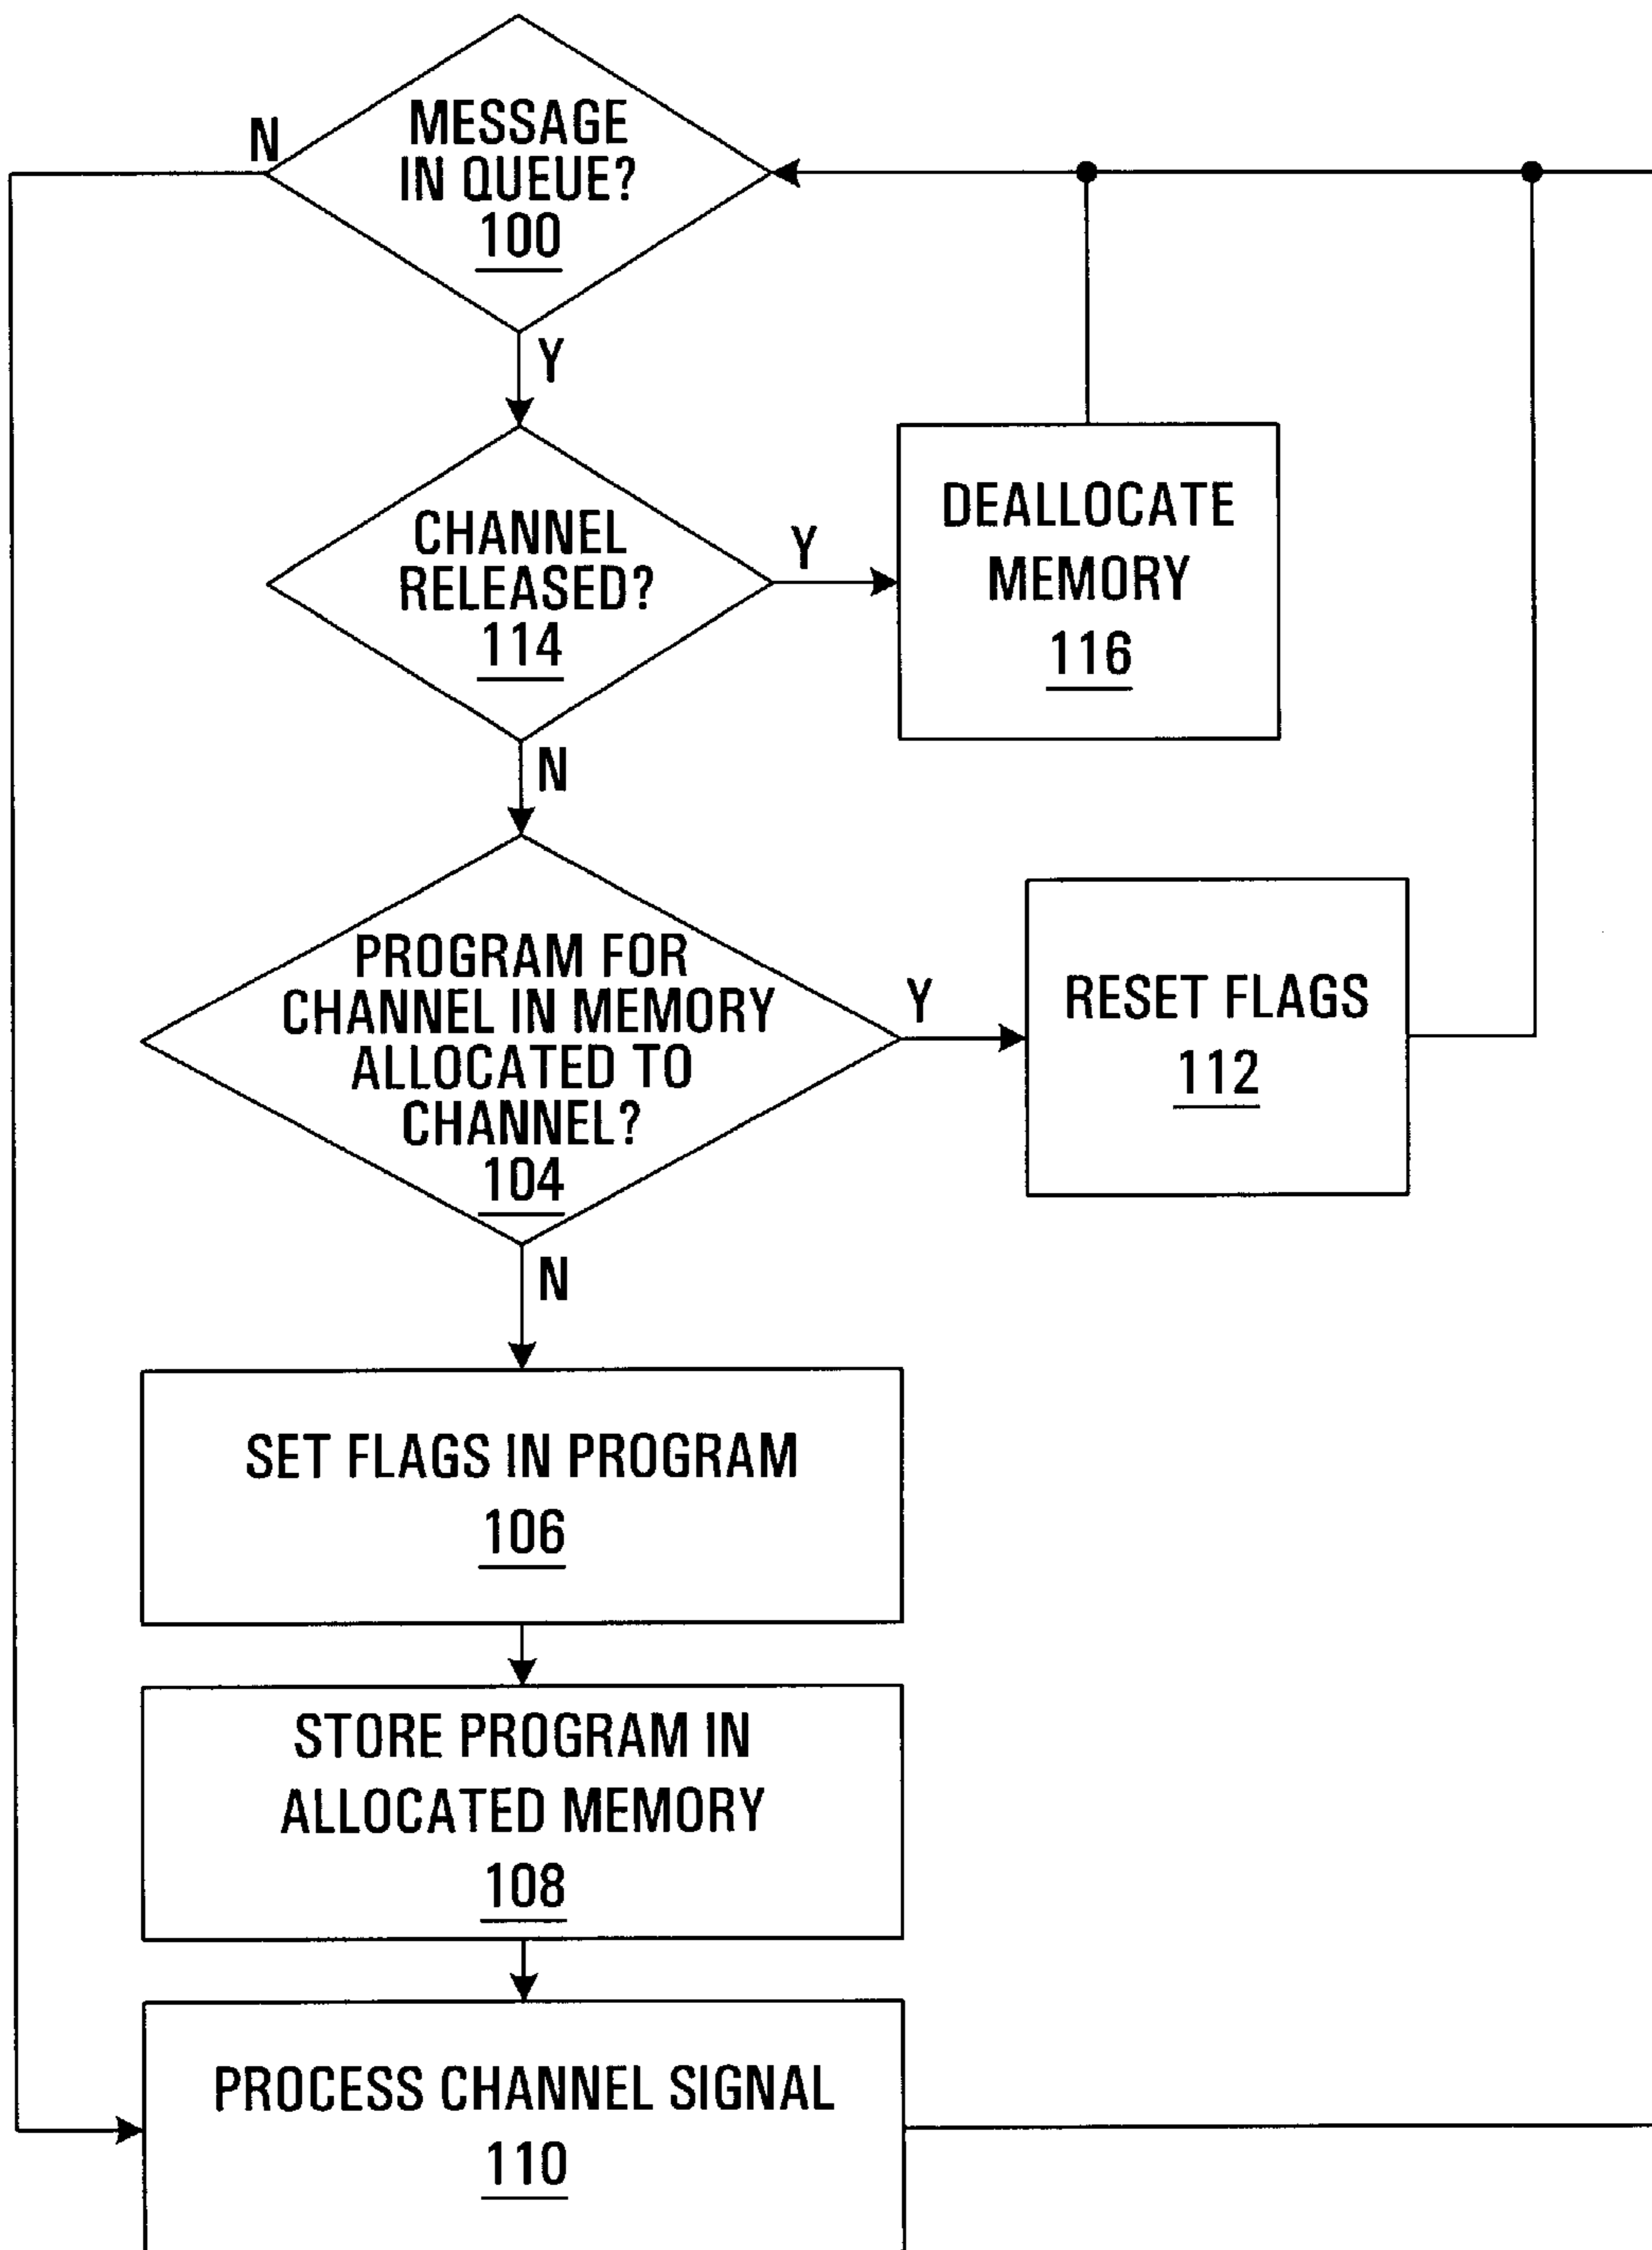 N
MESSAGE
IN QUEUE?
100
Y
CHANNEL
RELEASED?
114
Y
DEALLOCATE
MEMORY
116
N
PROGRAM FOR
CHANNEL IN MEMORY
ALLOCATED TO
CHANNEL?
104
Y
RESET FLAGS
112
N
SET FLAGS IN PROGRAM
106
STORE PROGRAM IN
ALLOCATED MEMORY
108
PROCESS CHANNEL SIGNAL
110